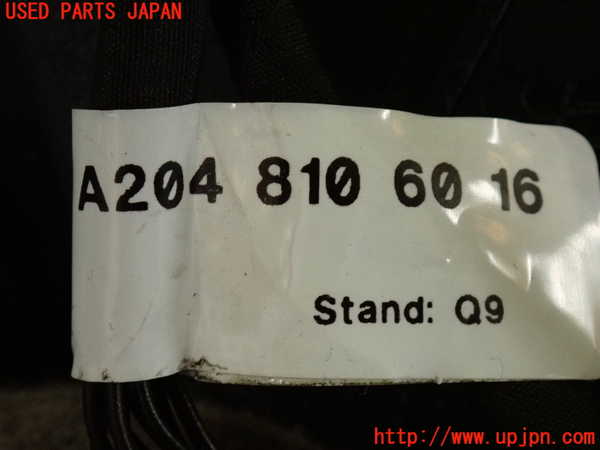 USED PARTS JAPAN
A204 810 60 16
Stand: Q9
http://www.upjpn.com/